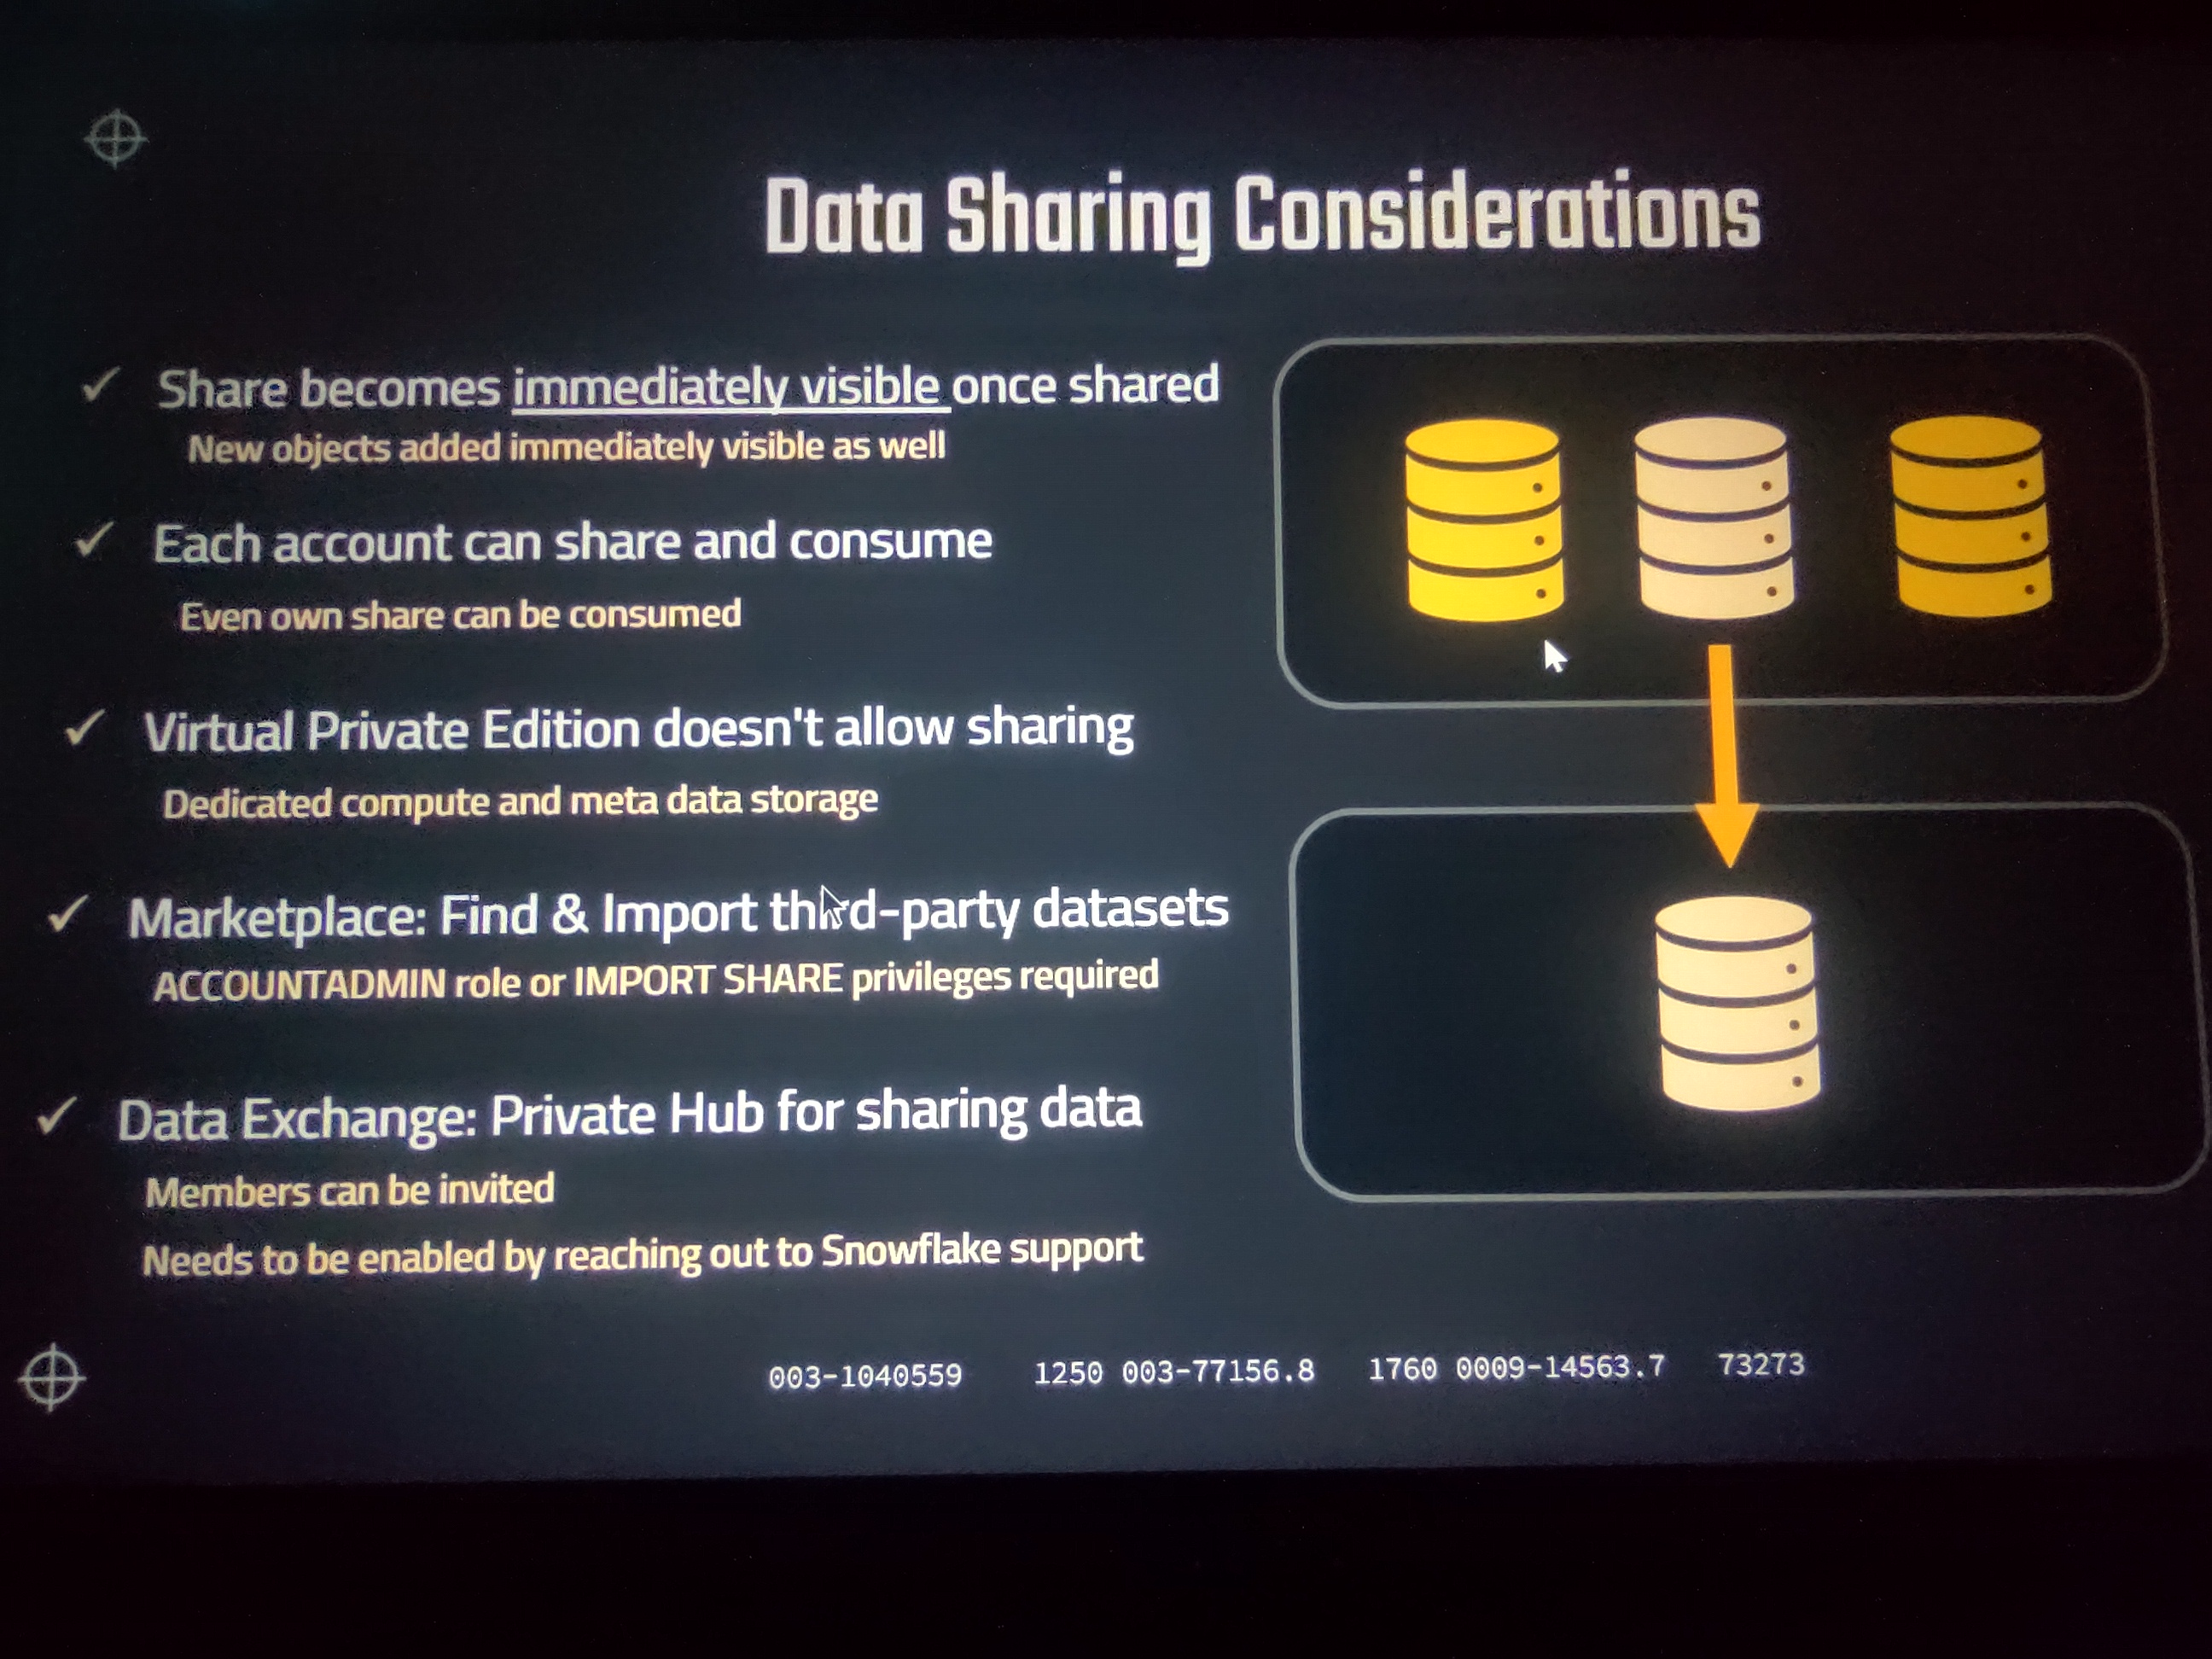 Data Sharing Considerations
✓ Share becomes immediately visible once shared
New objects added immediately visible as well
✓ Each account can share and consume
Even own share can be consumed
✓ Virtual Private Edition doesn't allow sharing
Dedicated compute and meta data storage
✓ Marketplace: Find & Import third-party datasets
ACCOUNTADMIN role or IMPORT SHARE privileges required
✓ Data Exchange: Private Hub for sharing data
Members can be invited
Needs to be enabled by reaching out to Snowflake support
003-1040559 1250 003-77156.8 1760 0009-14563.7 73273